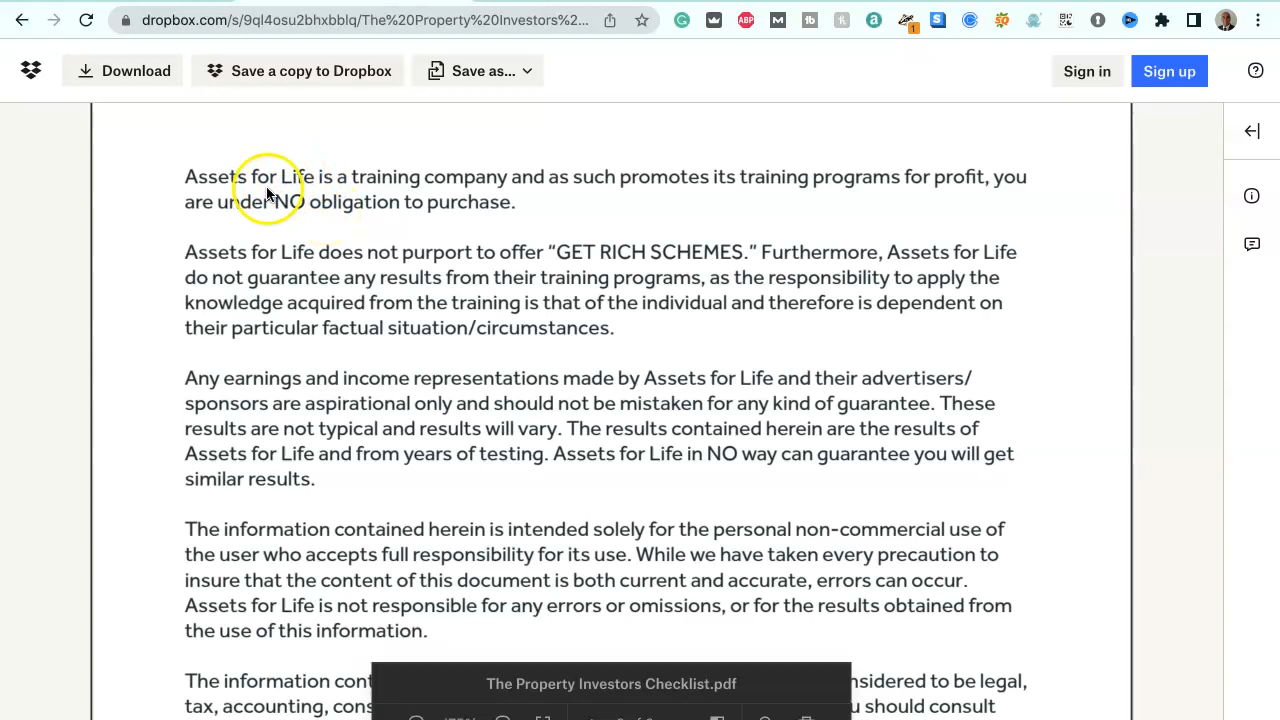 dropbox.com/s/9ql4osu2bhxbblq/The%20Property%20Investors%2...
Download
Save a copy to Dropbox
Save as...
Sign in
Sign up
Assets for Life is a training company and as such promotes its training programs for profit, you
are under NO obligation to purchase.
Assets for Life does not purport to offer “GET RICH SCHEMES.” Furthermore, Assets for Life
do not guarantee any results from their training programs, as the responsibility to apply the
knowledge acquired from the training is that of the individual and therefore is dependent on
their particular factual situation/circumstances.
Any earnings and income representations made by Assets for Life and their advertisers/
sponsors are aspirational only and should not be mistaken for any kind of guarantee. These
results are not typical and results will vary. The results contained herein are the results of
Assets for Life and from years of testing. Assets for Life in NO way can guarantee you will get
similar results.
The information contained herein is intended solely for the personal non-commercial use of
the user who accepts full responsibility for its use. While we have taken every precaution to
insure that the content of this document is both current and accurate, errors can occur.
Assets for Life is not responsible for any errors or omissions, or for the results obtained from
the use of this information.
The information cont
nsidered to be legal,
The Property Investors Checklist.pdf
tax, accounting, cons
u should consult